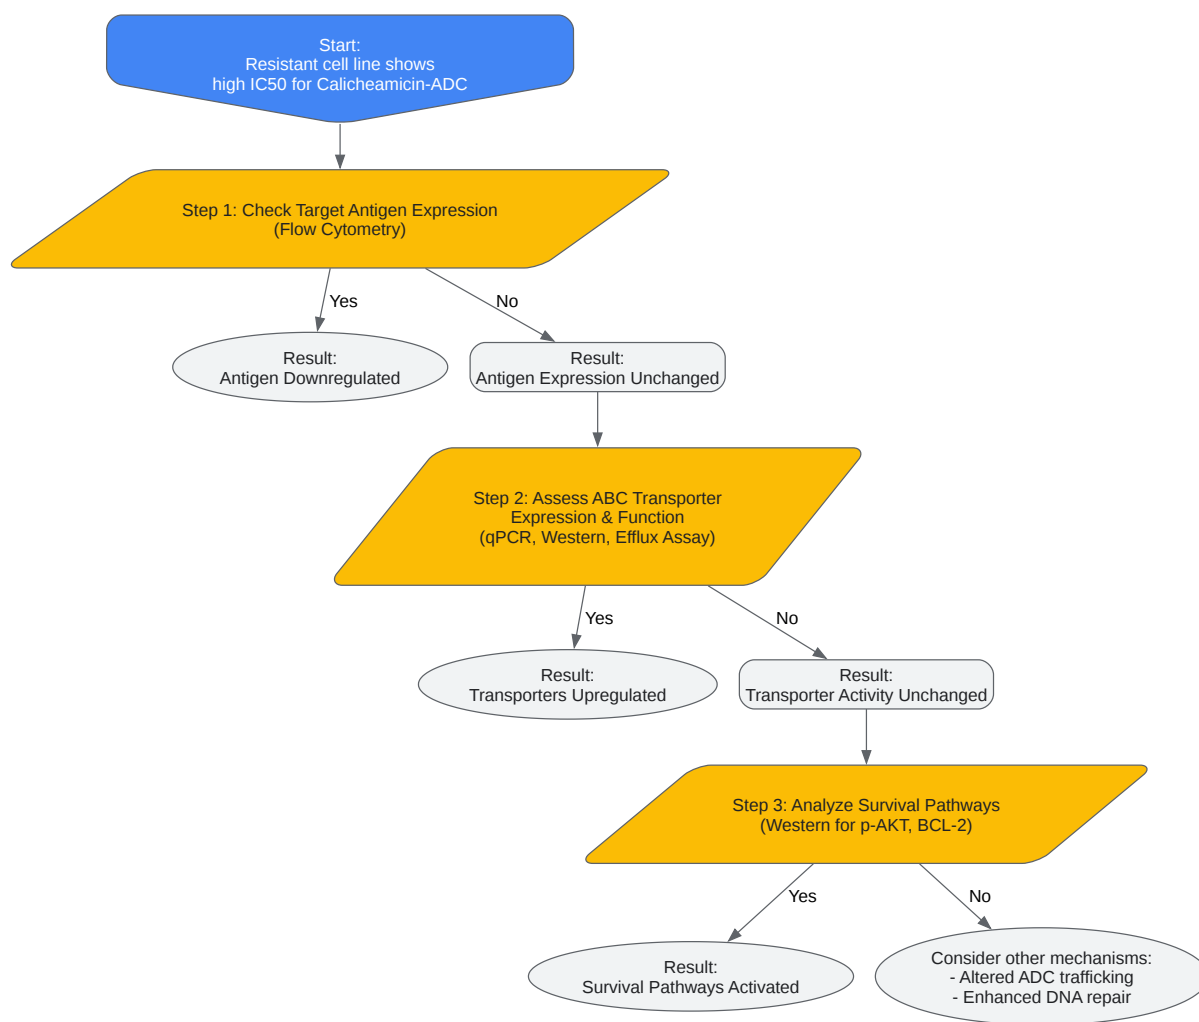 Start:
Resistant cell line shows
high IC50 for Calicheamicin-ADC
Step 1: Check Target Antigen Expression
(Flow Cytometry)
Yes
No
Result:
Antigen Downregulated
Result:
Antigen Expression Unchanged
Step 2: Assess ABC Transporter
Expression & Function
(qPCR, Western, Efflux Assay)
Yes
No
Result:
Transporters Upregulated
Result:
Transporter Activity Unchanged
Step 3: Analyze Survival Pathways
(Western for p-AKT, BCL-2)
Yes
No
Result:
Survival Pathways Activated
Consider other mechanisms:
- Altered ADC trafficking
- Enhanced DNA repair